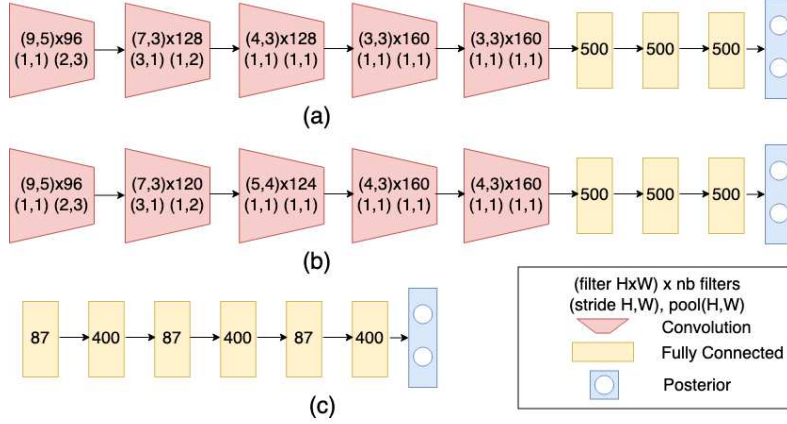 (9,5)x96
(1,1) (2,3)
(7,3)x128
(3,1) (1,2)
(4,3)x128
(1,1) (1,1)
(3,3)x160
(1,1) (1,1)
(3,3)x160
(1,1) (1,1)
500
500
500
(a)
(9,5)x96
(1,1) (2,3)
(7,3)x120
(3,1) (1,2)
(5,4)x124
(1,1) (1,1)
(4,3)x160
(1,1) (1,1)
(4,3)x160
(1,1) (1,1)
500
500
500
(b)
87
400
87
400
87
400
(c)
(filter HxW) x nb filters
(stride H,W), pool(H,W)
Convolution
Fully Connected
Posterior